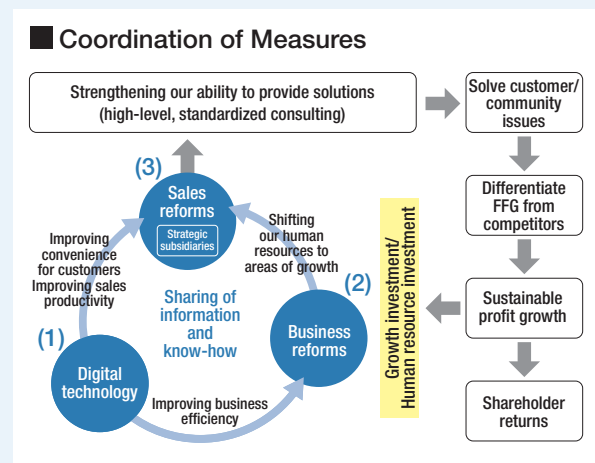 Coordination of Measures
Strengthening our ability to provide solutions
(high-level, standardized consulting)
Solve customer/
community
issues
Differentiate
FFG from
competitors
Sustainable
profit growth
Shareholder
returns
Growth investment/
Human resource investment
(3)
Sales
reforms
Strategic
subsidiaries
Improving
convenience
for customers
Improving sales
productivity
Shifting
our human
resources to
areas of growth
Sharing of
information
and
know-how
(2)
Business
reforms
(1)
Digital
technology
Improving business
efficiency